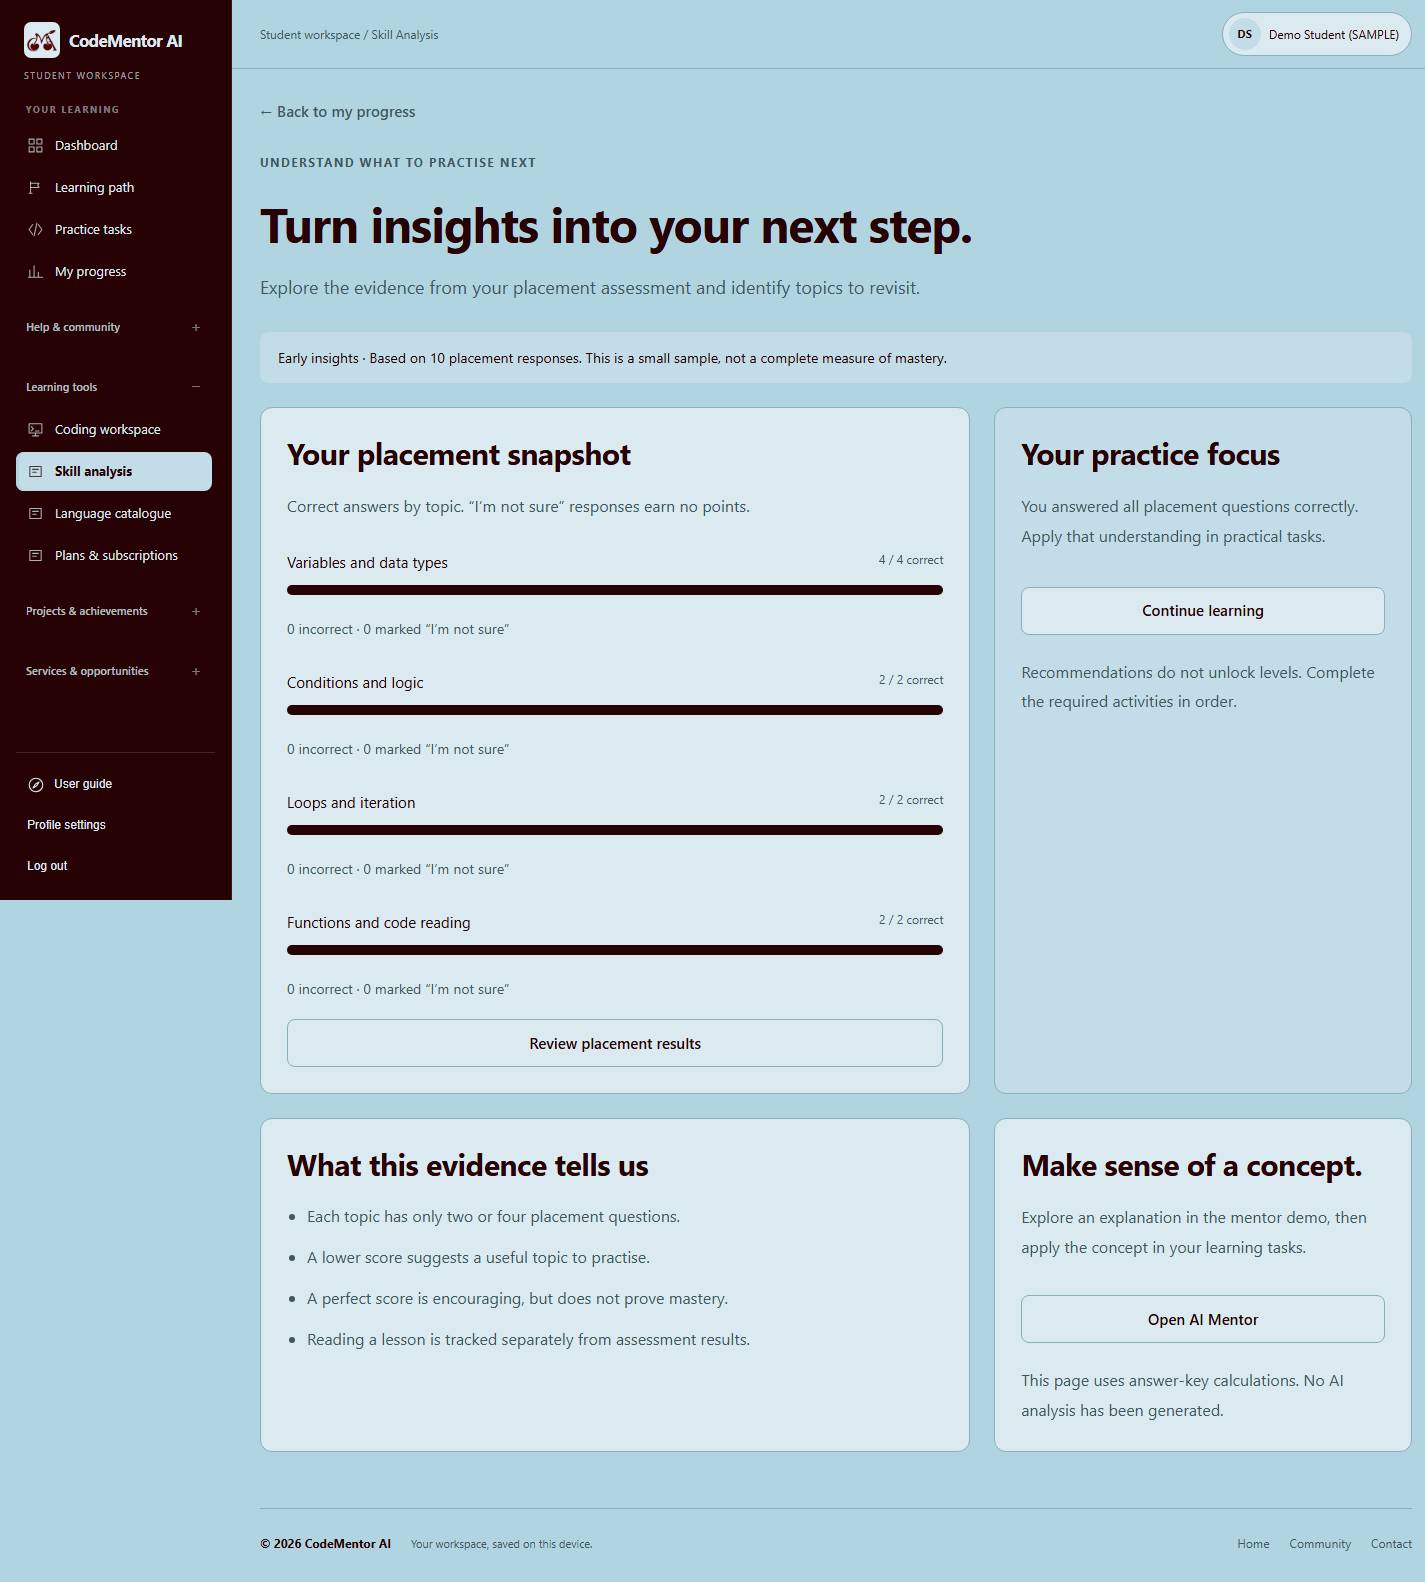 CodeMentor AI
STUDENT WORKSPACE
YOUR LEARNING
Dashboard
Learning path
Practice tasks
My progress
Help & community +
Learning tools −
Coding workspace
Skill analysis
Language catalogue
Plans & subscriptions
Projects & achievements +
Services & opportunities +
User guide
Profile settings
Log out
Student workspace / Skill Analysis
DS Demo Student (SAMPLE)
← Back to my progress
UNDERSTAND WHAT TO PRACTISE NEXT
Turn insights into your next step.
Explore the evidence from your placement assessment and identify topics to revisit.
Early insights · Based on 10 placement responses. This is a small sample, not a complete measure of mastery.
Your placement snapshot
Correct answers by topic. “I’m not sure” responses earn no points.
Variables and data types 4 / 4 correct
0 incorrect · 0 marked “I’m not sure”
Conditions and logic 2 / 2 correct
0 incorrect · 0 marked “I’m not sure”
Loops and iteration 2 / 2 correct
0 incorrect · 0 marked “I’m not sure”
Functions and code reading 2 / 2 correct
0 incorrect · 0 marked “I’m not sure”
Review placement results
Your practice focus
You answered all placement questions correctly.
Apply that understanding in practical tasks.
Continue learning
Recommendations do not unlock levels. Complete
the required activities in order.
What this evidence tells us
• Each topic has only two or four placement questions.
• A lower score suggests a useful topic to practise.
• A perfect score is encouraging, but does not prove mastery.
• Reading a lesson is tracked separately from assessment results.
Make sense of a concept.
Explore an explanation in the mentor demo, then
apply the concept in your learning tasks.
Open AI Mentor
This page uses answer-key calculations. No AI
analysis has been generated.
© 2026 CodeMentor AI Your workspace, saved on this device. Home Community Contact